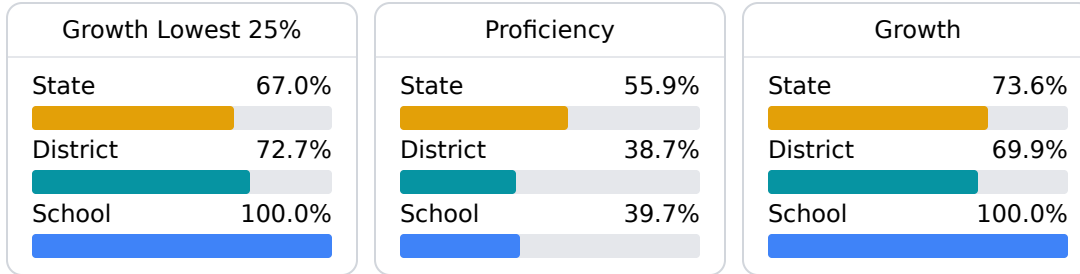 Growth Lowest 25%
State 67.0%
District 72.7%
School 100.0%
Proficiency
State 55.9%
District 38.7%
School 39.7%
Growth
State 73.6%
District 69.9%
School 100.0%